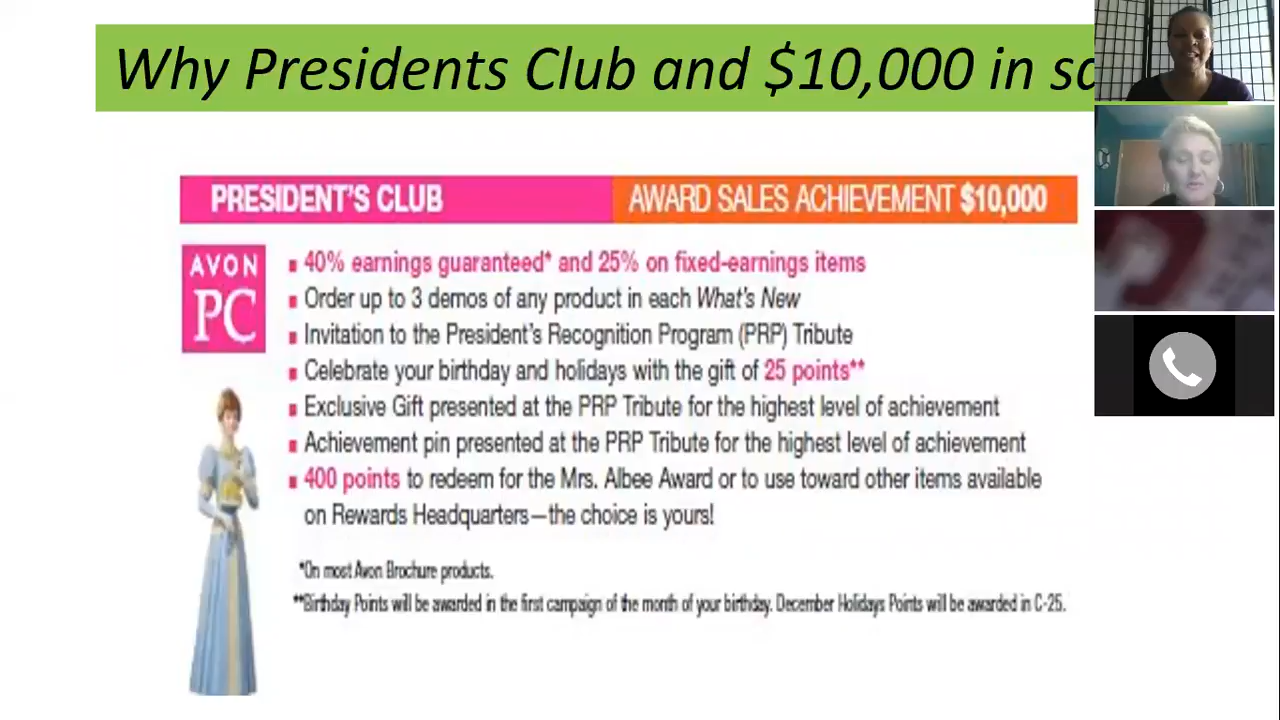 Why Presidents Club and $10,000 in
PRESIDENT'S CLUB
AWARD SALES ACHIEVEMENT $10,000
AVON
PC
40% earnings guaranteed* and 25% on fixed-earnings items
Order up to 3 demos of any product in each What's New
Invitation to the President's Recognition Program (PRP) Tribute
Celebrate your birthday and holidays with the gift of 25 points**
Exclusive Gift presented at the PRP Tribute for the highest level of achievement
Achievement pin presented at the PRP Tribute for the highest level of achievement
400 points to redeem for the Mrs. Albee Award or to use toward other items available
on Rewards Headquarters—the choice is yours!
*On most Avon Brochure products.
**Birthday Points will be awarded in the first campaign of the month of your birthday. December Holidays Points will be awarded in C-25.